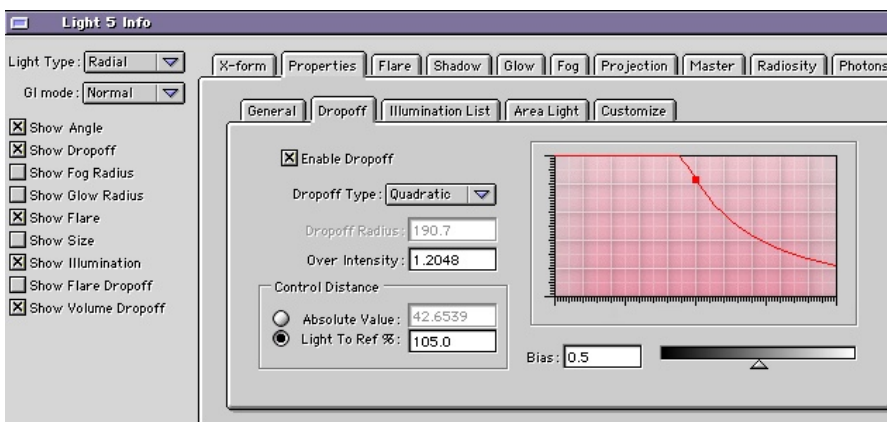 Light 5 Info
Light Type: Radial
GI mode: Normal
Show Angle
Show Dropoff
Show Fog Radius
Show Glow Radius
Show Flare
Show Size
Show Illumination
Show Flare Dropoff
Show Volume Dropoff
X-form Properties Flare Shadow Glow Fog Projection Master Radiosity Photons
General Dropoff Illumination List Area Light Customize
Enable Dropoff
Dropoff Type: Quadratic
Dropoff Radius: 190.7
Over Intensity: 1.2048
Control Distance
Absolute Value: 42.6539
Light To Ref %: 105.0
Bias: 0.5